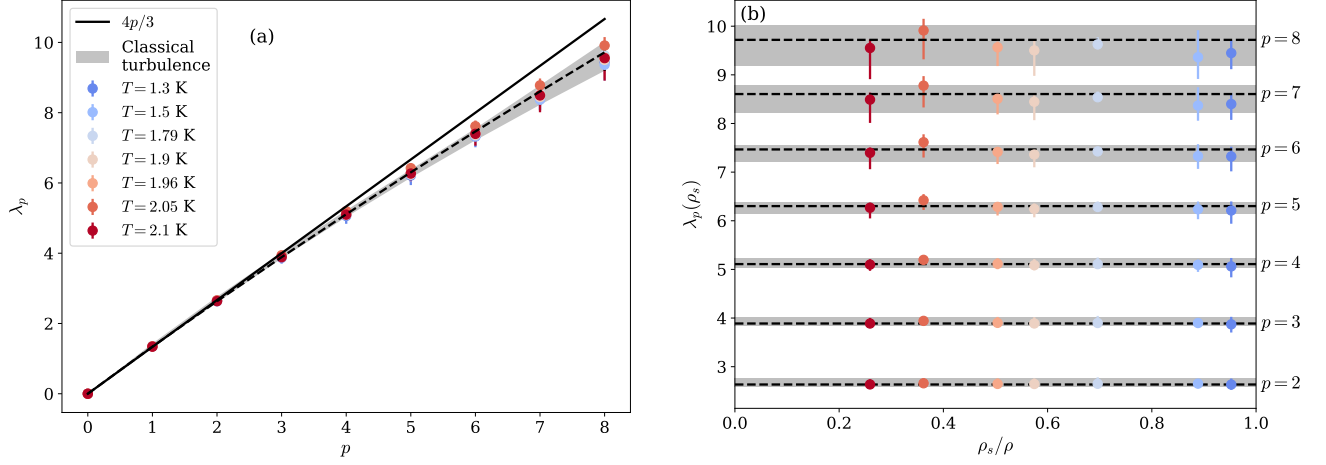 4p/3
Classical
turbulence
T = 1.3 K
T = 1.5 K
T = 1.79 K
T = 1.9 K
T = 1.96 K
T = 2.05 K
T = 2.1 K
(a)
λp
10
8
6
4
2
0
0 1 2 3 4 5 6 7 8
p
(b)
λp(ρs)
10
9
8
7
6
5
4
3
p = 8
p = 7
p = 6
p = 5
p = 4
p = 3
p = 2
0.0 0.2 0.4 0.6 0.8 1.0
ρs/ρ